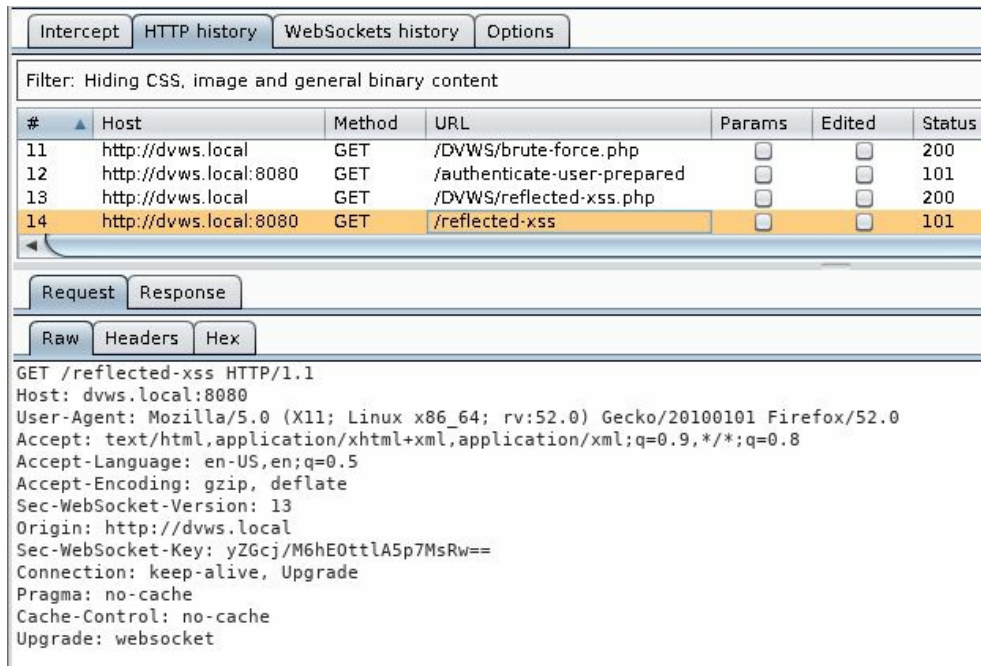 Intercept HTTP history WebSockets history Options
Filter: Hiding CSS, image and general binary content
# Host Method URL Params Edited Status
11 http://dvws.local GET /DVWS/brute-force.php 200
12 http://dvws.local:8080 GET /authenticate-user-prepared 101
13 http://dvws.local GET /DVWS/reflected-xss.php 200
14 http://dvws.local:8080 GET /reflected-xss 101
Request Response
Raw Headers Hex
GET /reflected-xss HTTP/1.1
Host: dvws.local:8080
User-Agent: Mozilla/5.0 (X11; Linux x86_64; rv:52.0) Gecko/20100101 Firefox/52.0
Accept: text/html,application/xhtml+xml,application/xml;q=0.9,*/*;q=0.8
Accept-Language: en-US,en;q=0.5
Accept-Encoding: gzip, deflate
Sec-WebSocket-Version: 13
Origin: http://dvws.local
Sec-WebSocket-Key: yZGcj/M6hEOttlA5p7MsRw==
Connection: keep-alive, Upgrade
Pragma: no-cache
Cache-Control: no-cache
Upgrade: websocket